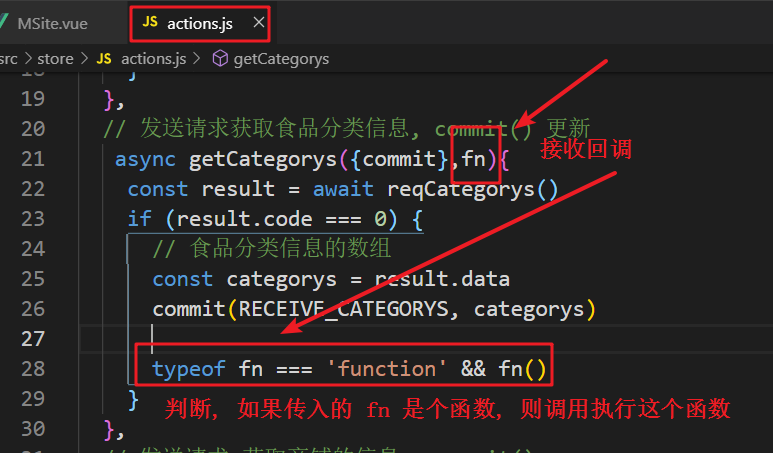 MSite.vue JS actions.js ×
src > store > JS actions.js > getCategorys
19 },
20 // 发送请求获取食品分类信息, commit() 更新
21 async getCategorys({commit},fn){
接收回调
22 const result = await reqCategorys()
23 if (result.code === 0) {
24 // 食品分类信息的数组
25 const categorys = result.data
26 commit(RECEIVE_CATEGORYS, categorys)
27
28 typeof fn === 'function' && fn()
29 }
判断, 如果传入的 fn 是个函数, 则调用执行这个函数
30 },